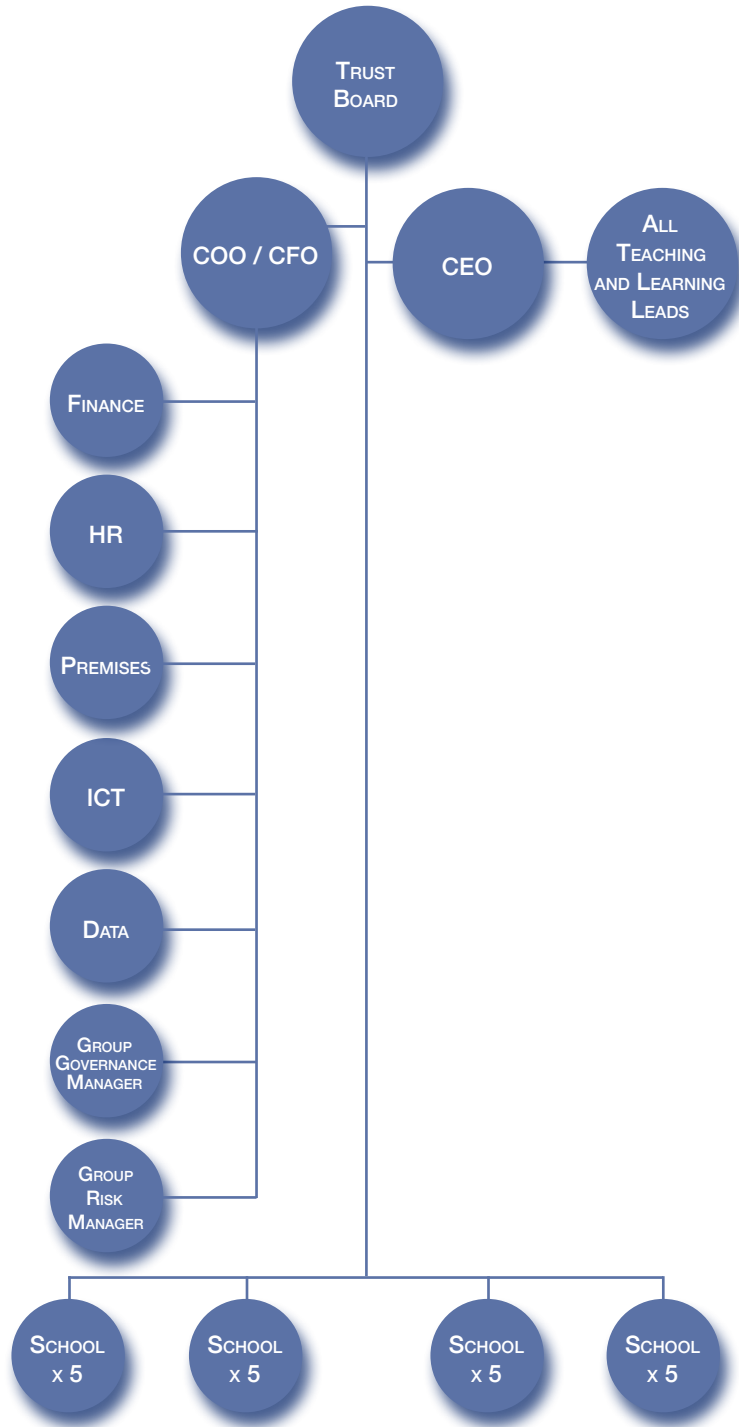 Trust
Board
COO / CFO
CEO
All
Teaching
and Learning
Leads
Finance
HR
Premises
ICT
Data
Group
Governance
Manager
Group
Risk
Manager
School
x 5
School
x 5
School
x 5
School
x 5